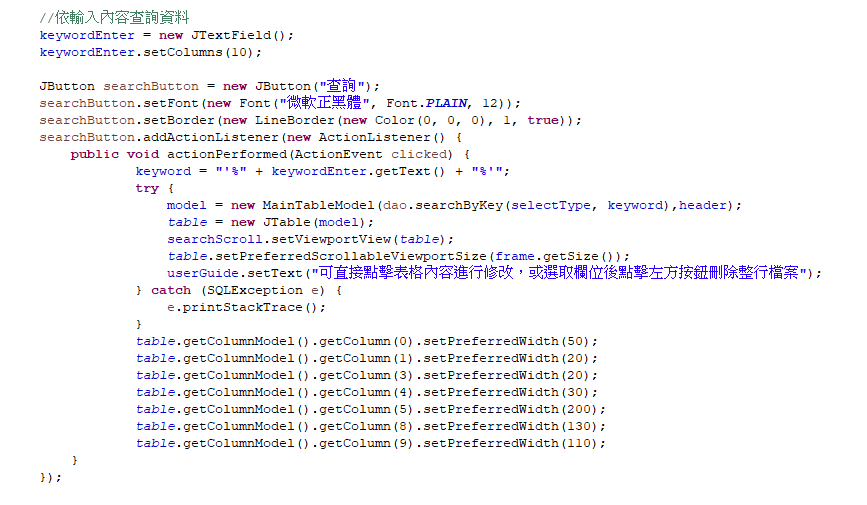 //依輸入內容查詢資料
keywordEnter = new JTextField();
keywordEnter.setColumns(10);
JButton searchButton = new JButton("查詢");
searchButton.setFont(new Font("微軟正黑體", Font.PLAIN, 12));
searchButton.setBorder(new LineBorder(new Color(0, 0, 0), 1, true));
searchButton.addActionListener(new ActionListener() {
public void actionPerformed(ActionEvent clicked) {
keyword = "'%" + keywordEnter.getText() + "%'";
try {
model = new MainTableModel(dao.searchByKey(selectType, keyword),header);
table = new JTable(model);
searchScroll.setViewportView(table);
table.setPreferredScrollableViewportSize(frame.getSize());
userGuide.setText("可直接點擊表格內容進行修改，或選取欄位後點擊左方按鈕刪除整行檔案");
} catch (SQLException e) {
e.printStackTrace();
}
table.getColumnModel().getColumn(0).setPreferredWidth(50);
table.getColumnModel().getColumn(1).setPreferredWidth(20);
table.getColumnModel().getColumn(3).setPreferredWidth(20);
table.getColumnModel().getColumn(4).setPreferredWidth(30);
table.getColumnModel().getColumn(5).setPreferredWidth(200);
table.getColumnModel().getColumn(8).setPreferredWidth(130);
table.getColumnModel().getColumn(9).setPreferredWidth(110);
}
});